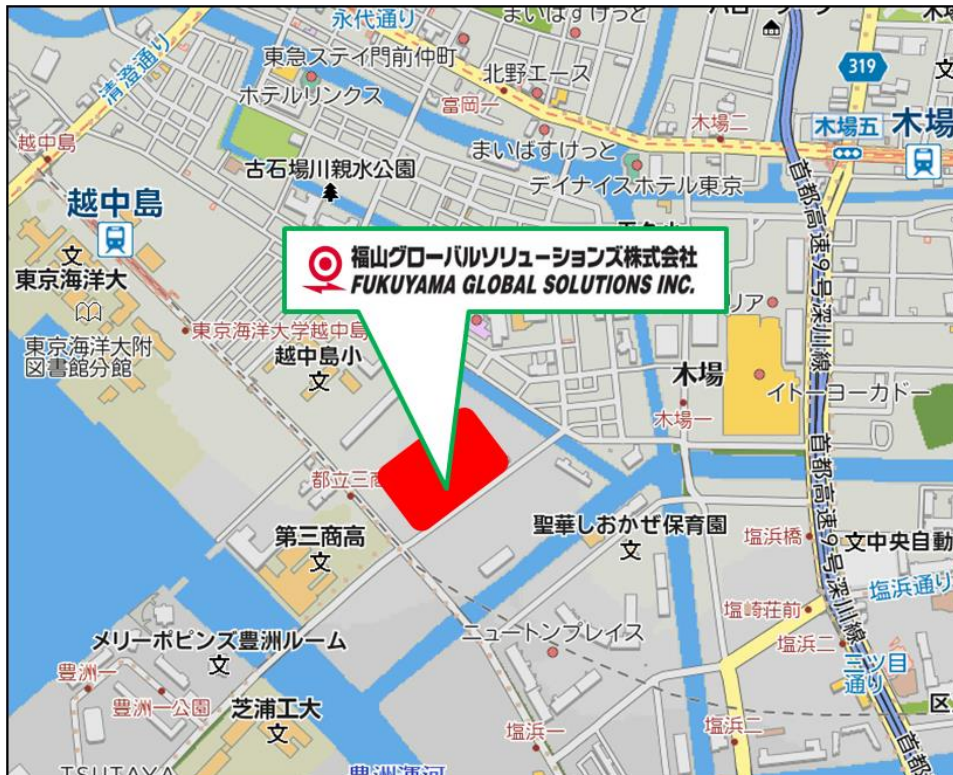 永代通り
まいばすけっと
清澄通り
東急ステイ門前仲町
北野エース
319
ホテルリンクス
富岡一
木場二
木場五
木場
越中島
まいばすけっと
古石場川親水公園
デイナイスホテル東京
首都高速9号深川線
越中島
福山グローバルソリューションズ株式会社
FUKUYAMA GLOBAL SOLUTIONS INC.
文
東京海洋大
リア
東京海洋大附
図書館分館
東京海洋大学越中島
越中島小
文
木場
イトーヨーカドー
木場一
首都高速9号深川線
都立三商
第三商高
文
聖華しおかぜ保育園
文
塩浜橋
文中央自動
塩浜通り
塩崎荘前
メリーポピンズ豊洲ルーム
文
ニュートンプレイス
塩浜二
三ツ目
通り
豊洲一
豊洲一公園
芝浦工大
文
塩浜一
塩浜二
区
首都
TSUTAYA
豊洲運河